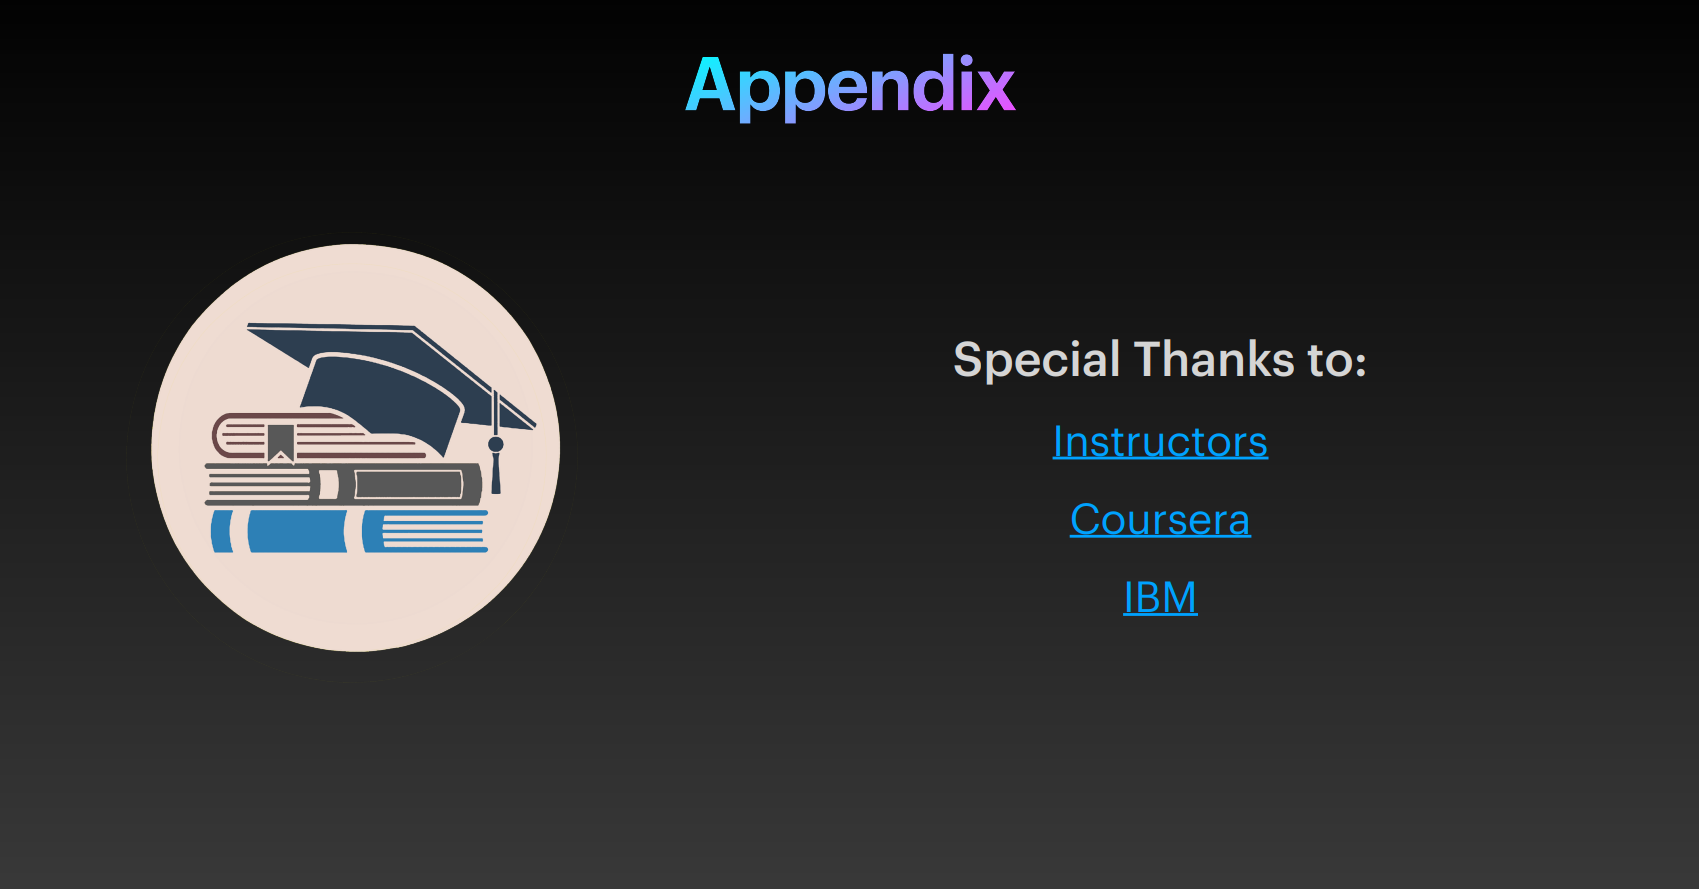 Appendix
Special Thanks to:
Instructors
Coursera
IBM